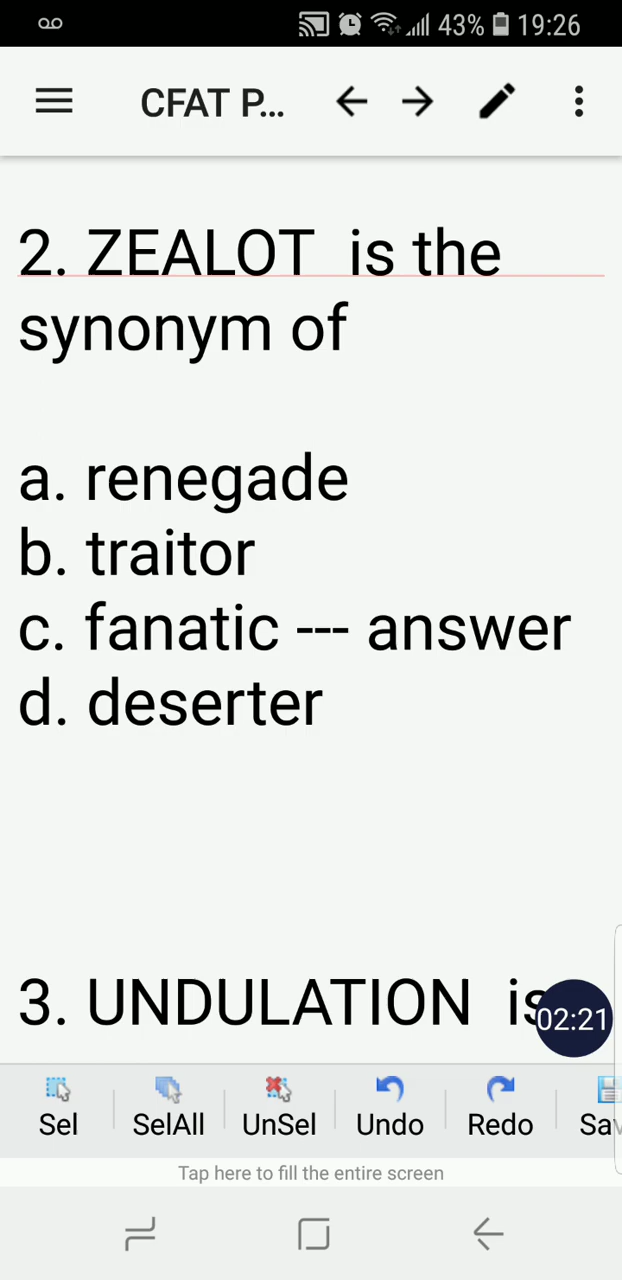 43% 19:26
CFAT P...
2. ZEALOT is the
synonym of
a. renegade
b. traitor
c. fanatic --- answer
d. deserter
3. UNDULATION is
02:21
Sel SelAll UnSel Undo Redo Sav
Tap here to fill the entire screen